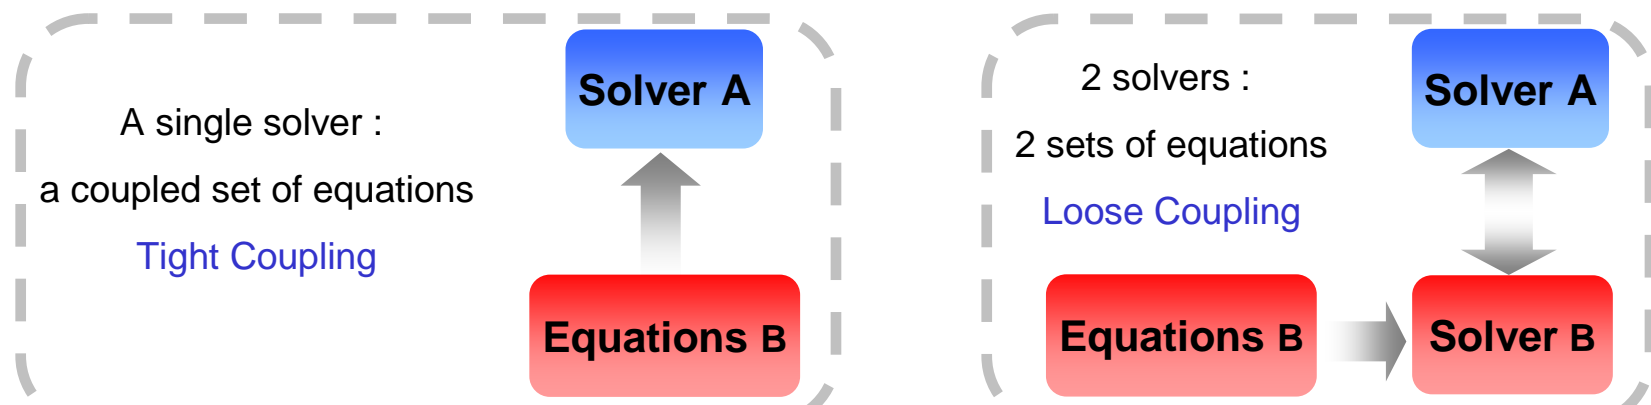 A single solver :
a coupled set of equations
Tight Coupling
Solver A
Equations B
2 solvers :
2 sets of equations
Loose Coupling
Solver A
Equations B
Solver B